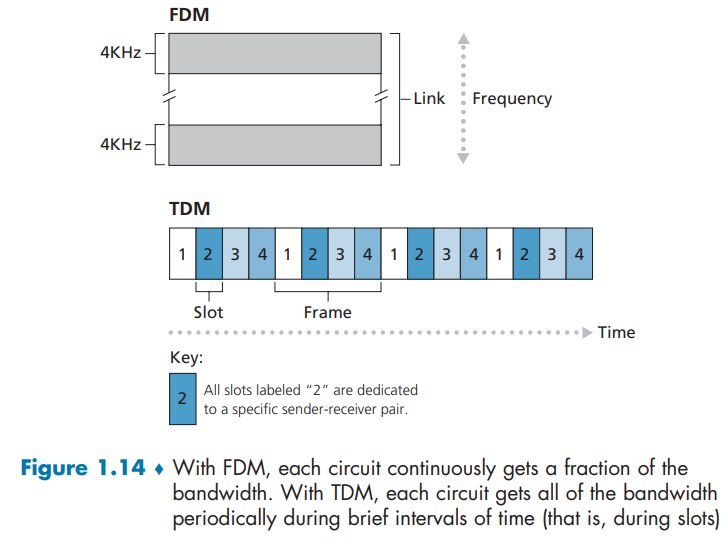 FDM
4KHz
Link
Frequency
4KHz
TDM
1 2 3 4 1 2 3 4 1 2 3 4 1 2 3 4
Slot
Frame
Time
Key:
2
All slots labeled “2” are dedicated
to a specific sender-receiver pair.
Figure 1.14 ♦ With FDM, each circuit continuously gets a fraction of the
bandwidth. With TDM, each circuit gets all of the bandwidth
periodically during brief intervals of time (that is, during slots)